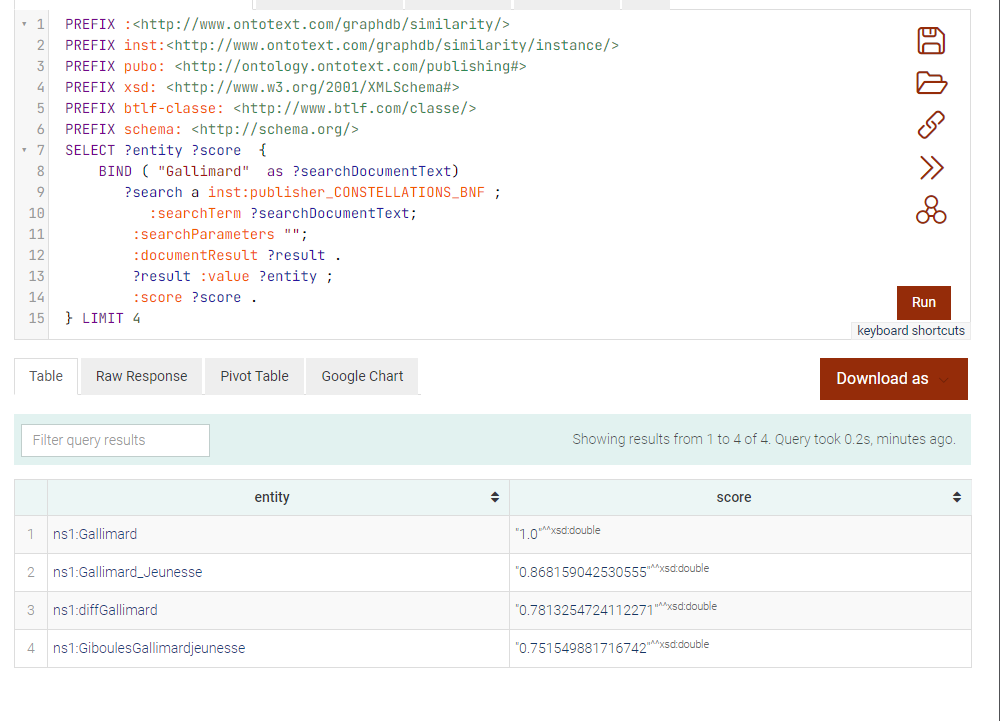 1 PREFIX :<http://www.ontotext.com/graphdb/similarity/>
2 PREFIX inst:<http://www.ontotext.com/graphdb/similarity/instance/>
3 PREFIX pubo: <http://ontology.ontotext.com/publishing#>
4 PREFIX xsd: <http://www.w3.org/2001/XMLSchema#>
5 PREFIX btlf-classe: <http://www.btlf.com/classe/>
6 PREFIX schema: <http://schema.org/>
7 SELECT ?entity ?score {
8 BIND ( "Gallimard" as ?searchDocumentText)
9 ?search a inst:publisher_CONSTELLATIONS_BNF ;
10 :searchTerm ?searchDocumentText;
11 :searchParameters "";
12 :documentResult ?result .
13 ?result :value ?entity ;
14 :score ?score .
15 } LIMIT 4
Run
keyboard shortcuts
Table Raw Response Pivot Table Google Chart Download as
Filter query results Showing results from 1 to 4 of 4. Query took 0.2s, minutes ago.
entity score
1 ns1:Gallimard "1.0"^^xsd:double
2 ns1:Gallimard_Jeunesse "0.868159042530555"^^xsd:double
3 ns1:diffGallimard "0.7813254724112271"^^xsd:double
4 ns1:GiboulesGallimardjeunesse "0.751549881716742"^^xsd:double